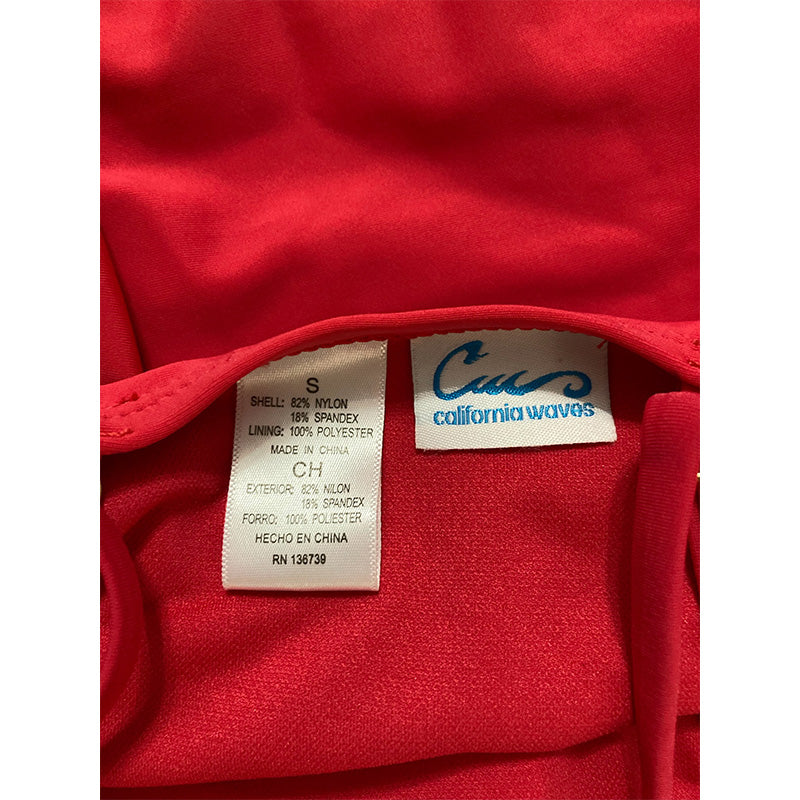 S
SHELL: 82% NYLON
18% SPANDEX
LINING: 100% POLYESTER
MADE IN CHINA
CH
EXTERIOR: 82% NILON
18% SPANDEX
FORRO: 100% POLIESTER
HECHO EN CHINA
RN 136739
Cw
california waves